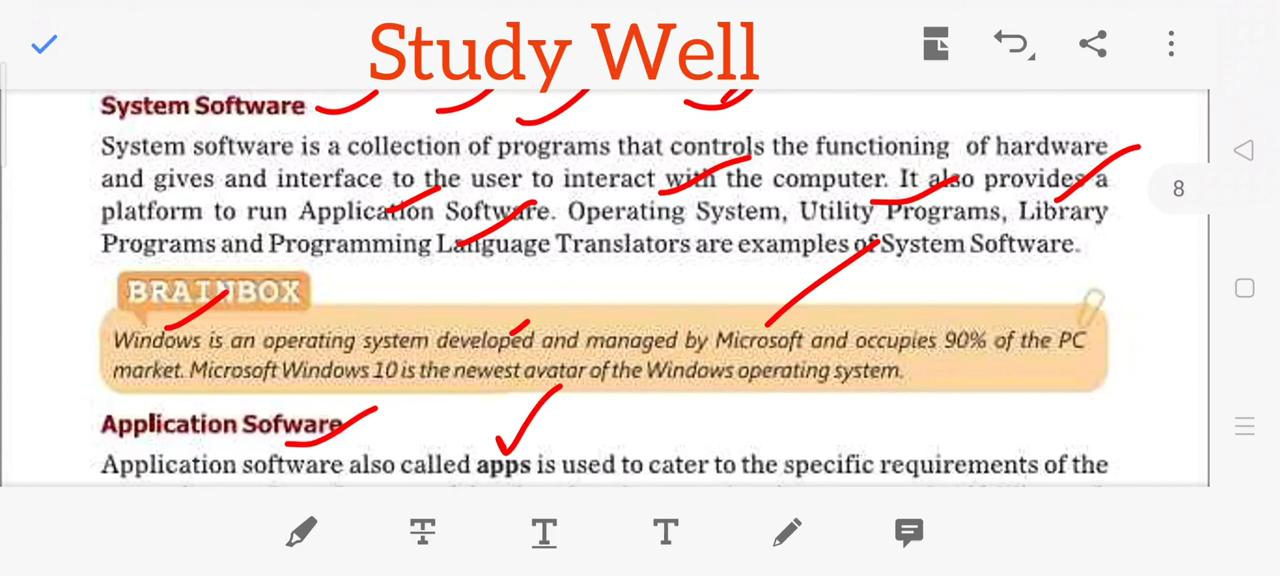 Study Well
System Software
System software is a collection of programs that controls the functioning of hardware
and gives and interface to the user to interact with the computer. It also provides a
platform to run Application Software. Operating System, Utility Programs, Library
Programs and Programming Language Translators are examples of System Software.
8
BRAINBOX
Windows is an operating system developed and managed by Microsoft and occupies 90% of the PC
market. Microsoft Windows 10 is the newest avatar of the Windows operating system.
Application Sofware
Application software also called apps is used to cater to the specific requirements of the